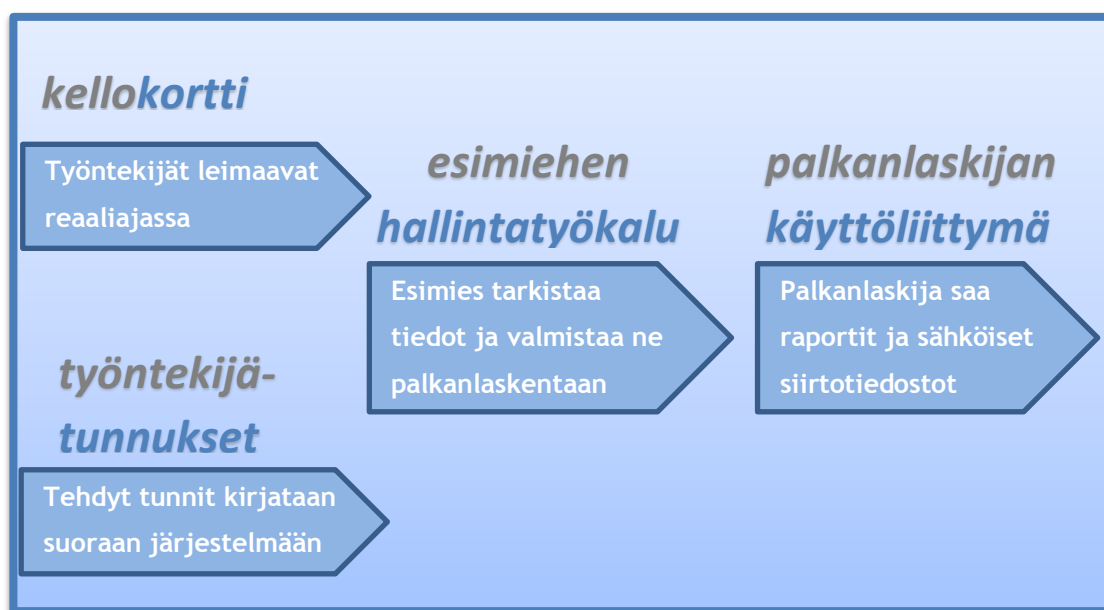 kellokortti
Työntekijät leimaavat
reaaliajassa
työntekijä-
tunnukset
Tehdyt tunnit kirjataan
suoraan järjestelmään
esimiehen
hallintatyökalu
Esimies tarkistaa
tiedot ja valmistaa ne
palkanlaskentaan
palkanlaskijan
käyttöliittymä
Palkanlaskija saa
raportit ja sähköiset
siirtotiedostot